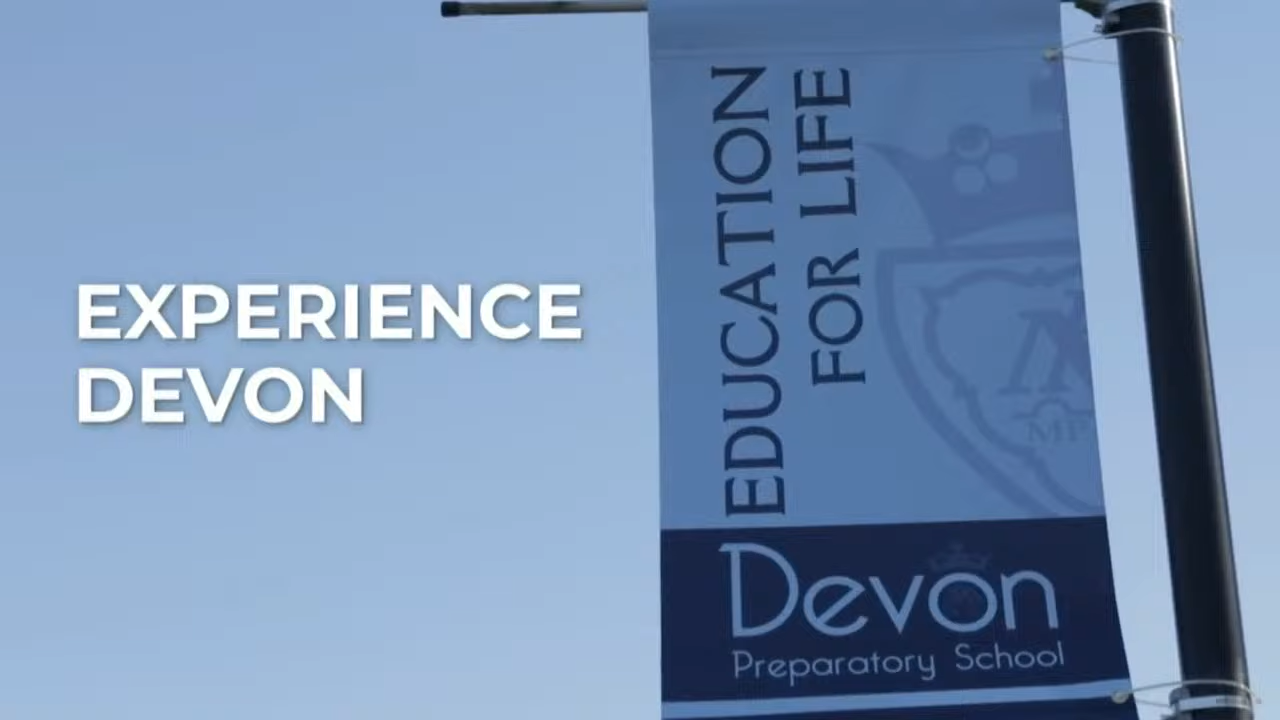 EXPERIENCE
DEVON
EDUCATION
FOR LIFE
Devon
Preparatory School